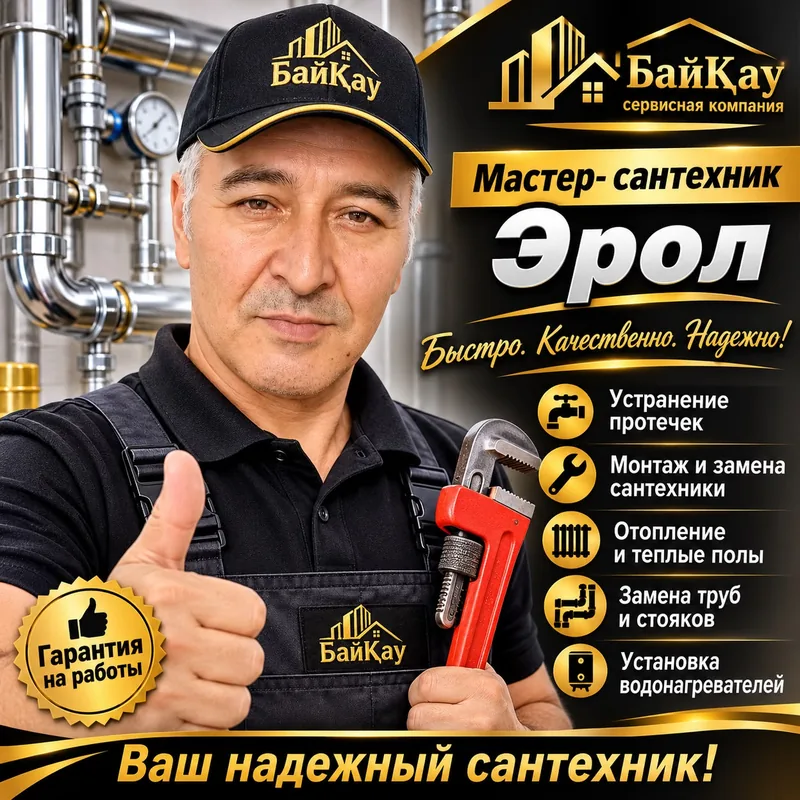 БайҚау
БайҚау
сервисная компания
Мастер- сантехник
Эрол
Быстро. Качественно. Надежно!
Устранение
протечек
Монтаж и замена
сантехники
Отопление
и теплые полы
Замена труб
и стояков
Установка
водонагревателей
БайҚау
Гарантия
на работы
Ваш надежный сантехник!